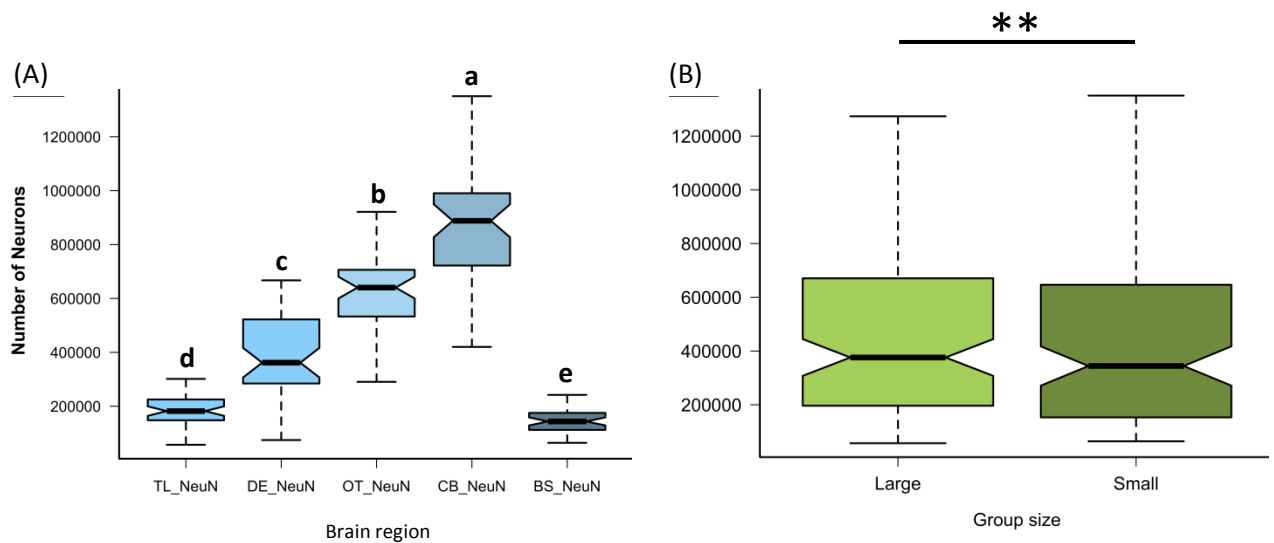 (A)
Number of Neurons
1200000
1000000
800000
600000
400000
200000
d
c
b
a
e
TL_NeuN DE_NeuN OT_NeuN CB_NeuN BS_NeuN
Brain region
(B)
**
1200000
1000000
800000
600000
400000
200000
Large Small
Group size